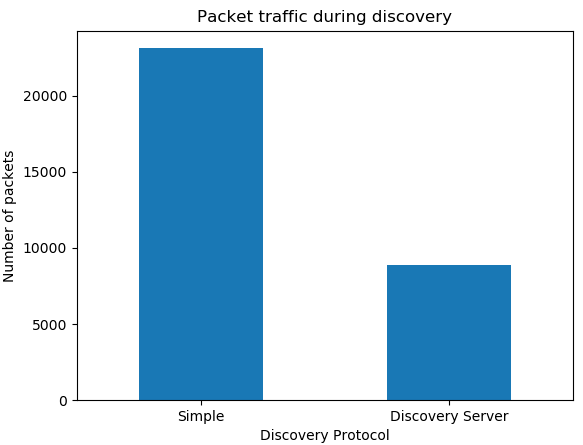 Packet traffic during discovery
Number of packets
20000
15000
10000
5000
0
Simple
Discovery Server
Discovery Protocol